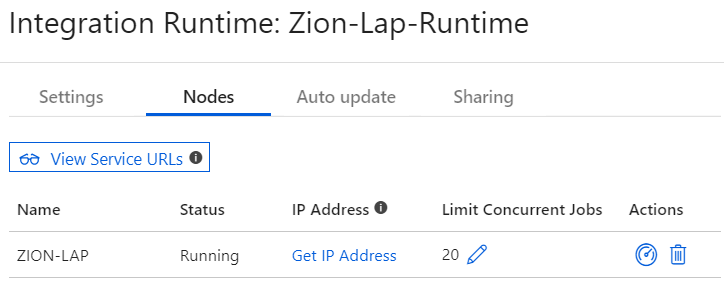 Integration Runtime: Zion-Lap-Runtime
Settings Nodes Auto update Sharing
View Service URLs
Name Status IP Address Limit Concurrent Jobs Actions
ZION-LAP Running Get IP Address 20